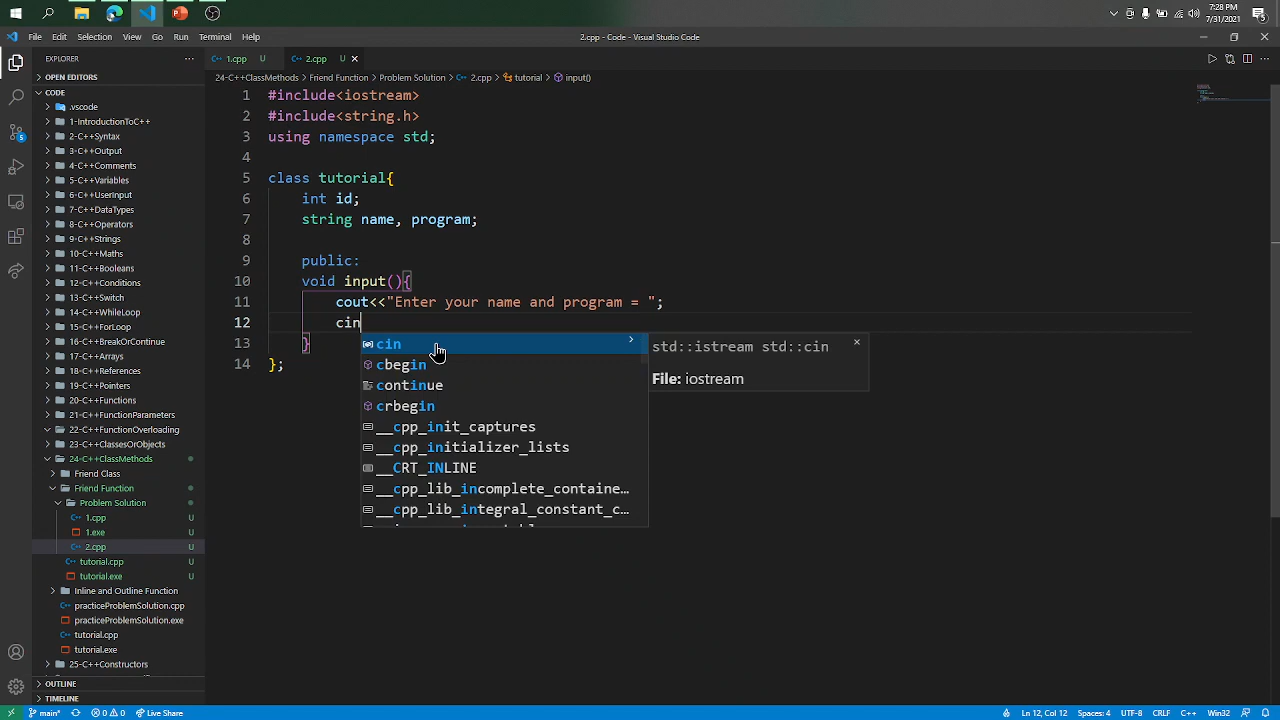 7:28 PM
7/31/2021
5
File Edit Selection View Go Run Terminal Help
2.cpp - Code - Visual Studio Code
EXPLORER
1.cpp U 2.cpp U
OPEN EDITORS
24-C++ClassMethods > Friend Function > Problem Solution > 2.cpp > tutorial > input()
CODE
.vscode
1-IntroductionToC++
2-C++Syntax
3-C++Output
4-C++Comments
5-C++Variables
6-C++UserInput
7-C++DataTypes
8-C++Operators
9-C++Strings
10-C++Maths
11-C++Booleans
12-C++Conditions
13-C++Switch
14-C++WhileLoop
15-C++ForLoop
16-C++BreakOrContinue
17-C++Arrays
18-C++References
19-C++Pointers
20-C++Functions
21-C++FunctionParameters
22-C++FunctionOverloading
23-C++ClassesOrObjects
24-C++ClassMethods
Friend Class
Friend Function
Problem Solution
1.cpp U
1.exe U
2.cpp U
tutorial.cpp U
tutorial.exe U
Inline and Outline Function
practiceProblemSolution.cpp
practiceProblemSolution.exe
tutorial.cpp
tutorial.exe
25-C++Constructors
OUTLINE
TIMELINE
1 #include<iostream>
2 #include<string.h>
3 using namespace std;
4
5 class tutorial{
6 int id;
7 string name, program;
8
9 public:
10 void input(){
11 cout<<"Enter your name and program = ";
12 cin
13 }
14 };
cin
cbegin
continue
crbegin
__cpp_init_captures
__cpp_initializer_lists
__CRT_INLINE
__cpp_lib_incomplete_containe...
__cpp_lib_integral_constant_c...
std::istream std::cin
File: iostream
main* 0 0 Live Share
Ln 12, Col 12 Spaces: 4 UTF-8 CRLF C++ Win32